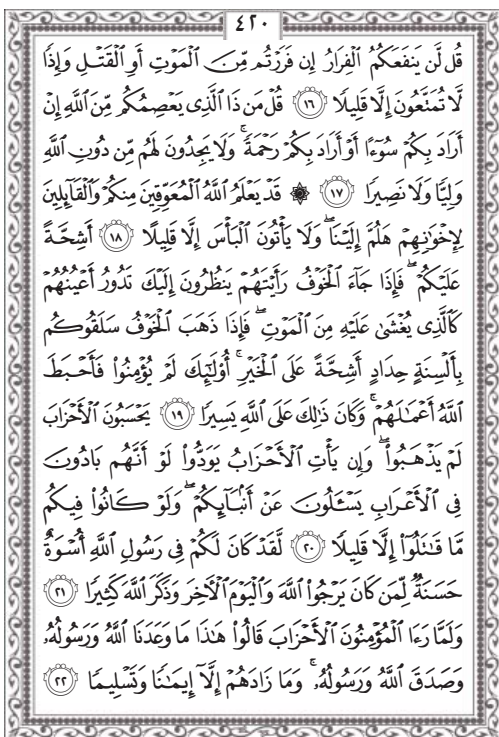 ٤٢٠
قُل لَّن يَنفَعَكُمُ ٱلْفِرَارُ إِن فَرَرْتُم مِّنَ ٱلْمَوْتِ أَوِ ٱلْقَتْلِ وَإِذًا
لَّا تُمَتَّعُونَ إِلَّا قَلِيلًا ۝١٦ قُلْ مَن ذَا ٱلَّذِى يَعْصِمُكُم مِّنَ ٱللَّهِ إِنْ
أَرَادَ بِكُمْ سُوٓءًا أَوْ أَرَادَ بِكُمْ رَحْمَةً ۚ وَلَا يَجِدُونَ لَهُم مِّن دُونِ ٱللَّهِ
وَلِيًّا وَلَا نَصِيرًا ۝١٧ ۞ قَدْ يَعْلَمُ ٱللَّهُ ٱلْمُعَوِّقِينَ مِنكُمْ وَٱلْقَآئِلِينَ
لِإِخْوَٰنِهِمْ هَلُمَّ إِلَيْنَا ۖ وَلَا يَأْتُونَ ٱلْبَأْسَ إِلَّا قَلِيلًا ۝١٨ أَشِحَّةً
عَلَيْكُمْ ۖ فَإِذَا جَآءَ ٱلْخَوْفُ رَأَيْتَهُمْ يَنظُرُونَ إِلَيْكَ تَدُورُ أَعْيُنُهُمْ
كَٱلَّذِى يُغْشَىٰ عَلَيْهِ مِنَ ٱلْمَوْتِ ۖ فَإِذَا ذَهَبَ ٱلْخَوْفُ سَلَقُوكُم
بِأَلْسِنَةٍ حِدَادٍ أَشِحَّةً عَلَى ٱلْخَيْرِ ۚ أُو۟لَٰٓئِكَ لَمْ يُؤْمِنُوا۟ فَأَحْبَطَ
ٱللَّهُ أَعْمَٰلَهُمْ ۚ وَكَانَ ذَٰلِكَ عَلَى ٱللَّهِ يَسِيرًا ۝١٩ يَحْسَبُونَ ٱلْأَحْزَابَ
لَمْ يَذْهَبُوا۟ ۖ وَإِن يَأْتِ ٱلْأَحْزَابُ يَوَدُّوا۟ لَوْ أَنَّهُم بَادُونَ
فِى ٱلْأَعْرَابِ يَسْـَٔلُونَ عَنْ أَنۢبَآئِكُمْ ۖ وَلَوْ كَانُوا۟ فِيكُم
مَّا قَٰتَلُوٓا۟ إِلَّا قَلِيلًا ۝٢٠ لَّقَدْ كَانَ لَكُمْ فِى رَسُولِ ٱللَّهِ أُسْوَةٌ
حَسَنَةٌ لِّمَن كَانَ يَرْجُوا۟ ٱللَّهَ وَٱلْيَوْمَ ٱلْءَاخِرَ وَذَكَرَ ٱللَّهَ كَثِيرًا ۝٢١
وَلَمَّا رَءَا ٱلْمُؤْمِنُونَ ٱلْأَحْزَابَ قَالُوا۟ هَٰذَا مَا وَعَدَنَا ٱللَّهُ وَرَسُولُهُۥ
وَصَدَقَ ٱللَّهُ وَرَسُولُهُۥ ۚ وَمَا زَادَهُمْ إِلَّآ إِيمَٰنًا وَتَسْلِيمًا ۝٢٢